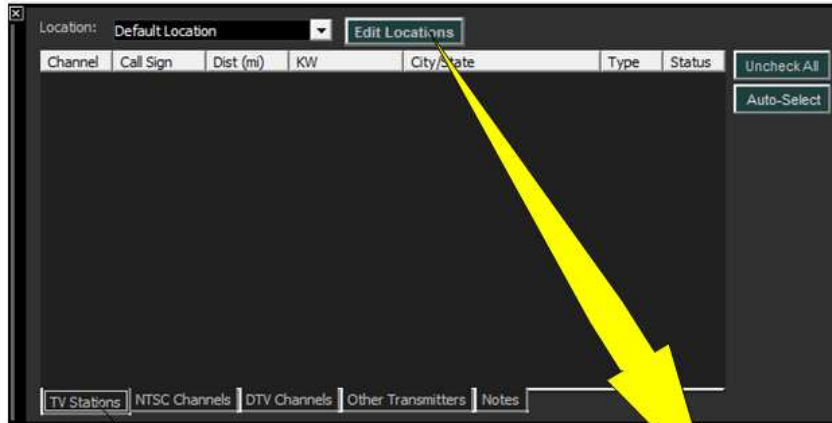 Location: Default Location Edit Locations
Channel Call Sign Dist (mi) KW City/State Type Status
Uncheck All
Auto-Select
TV Stations NTSC Channels DTV Channels Other Transmitters Notes